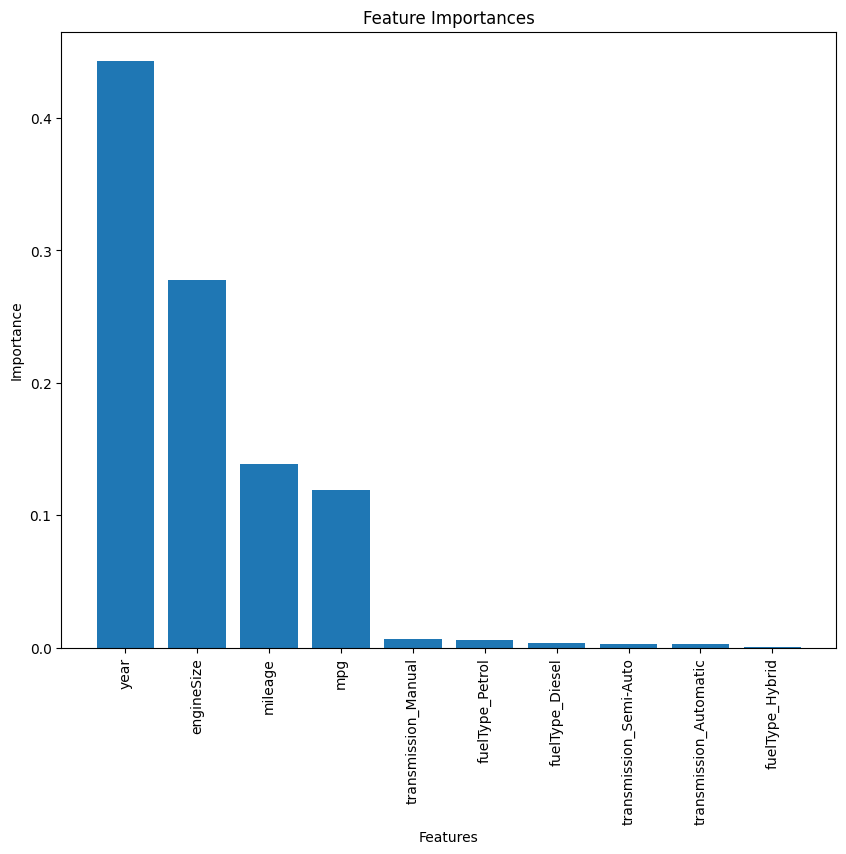 Feature Importances
Importance
0.4
0.3
0.2
0.1
0.0
year
engineSize
mileage
mpg
transmission_Manual
fuelType_Petrol
fuelType_Diesel
transmission_Semi-Auto
transmission_Automatic
fuelType_Hybrid
Features